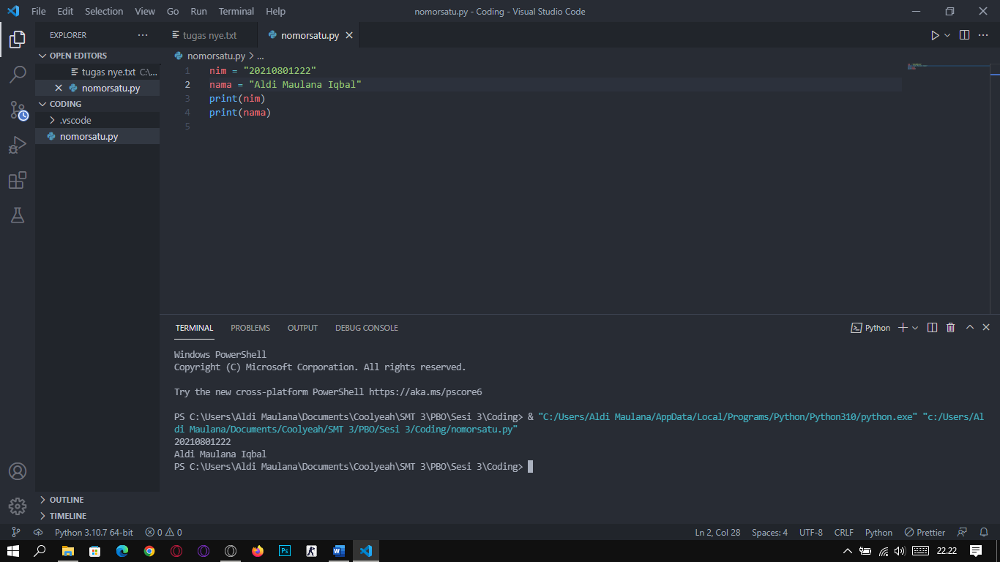 File Edit Selection View Go Run Terminal Help nomorsatu.py - Coding - Visual Studio Code
EXPLORER ... tugas nye.txt nomorsatu.py
OPEN EDITORS
tugas nye.txt C:\...
nomorsatu.py
CODING
.vscode
nomorsatu.py
nomorsatu.py > ...
1 nim = "20210801222"
2 nama = "Aldi Maulana Iqbal"
3 print(nim)
4 print(nama)
5
TERMINAL PROBLEMS OUTPUT DEBUG CONSOLE Python
Windows PowerShell
Copyright (C) Microsoft Corporation. All rights reserved.
Try the new cross-platform PowerShell https://aka.ms/pscore6
PS C:\Users\Aldi Maulana\Documents\Coolyeah\SMT 3\PBO\Sesi 3\Coding> & "C:/Users/Aldi Maulana/AppData/Local/Programs/Python/Python310/python.exe" "c:/Users/Al
di Maulana/Documents/Coolyeah/SMT 3/PBO/Sesi 3/Coding/nomorsatu.py"
20210801222
Aldi Maulana Iqbal
PS C:\Users\Aldi Maulana\Documents\Coolyeah\SMT 3\PBO\Sesi 3\Coding>
OUTLINE
TIMELINE
Python 3.10.7 64-bit 0 0 Ln 2, Col 28 Spaces: 4 UTF-8 CRLF Python Prettier
Ps W 22.22